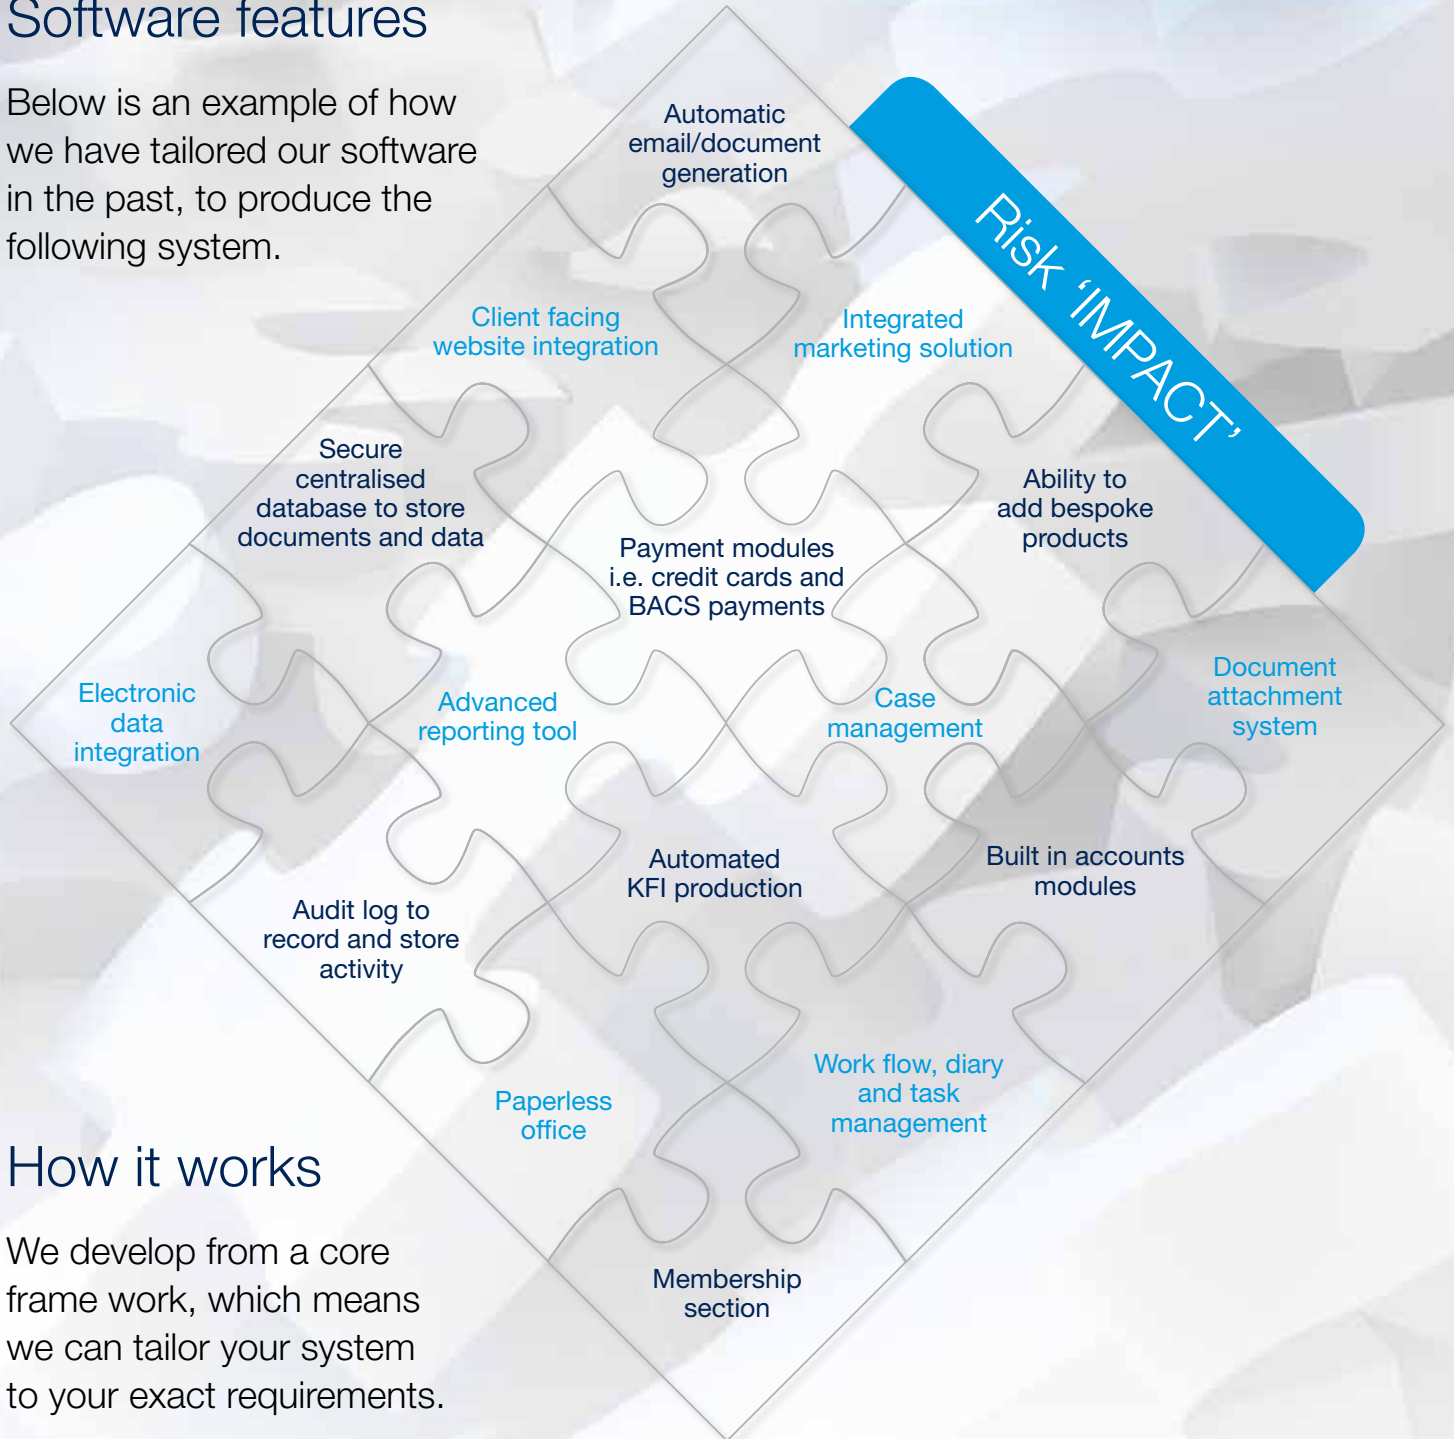 Software features
Below is an example of how
we have tailored our software
in the past, to produce the
following system.
Automatic
email/document
generation
Risk ‘IMPACT’
Client facing
website integration
Integrated
marketing solution
Secure
centralised
database to store
documents and data
Payment modules
i.e. credit cards and
BACS payments
Ability to
add bespoke
products
Electronic
data
integration
Advanced
reporting tool
Case
management
Document
attachment
system
Audit log to
record and store
activity
Automated
KFI production
Built in accounts
modules
Paperless
office
Work flow, diary
and task
management
Membership
section
How it works
We develop from a core
frame work, which means
we can tailor your system
to your exact requirements.